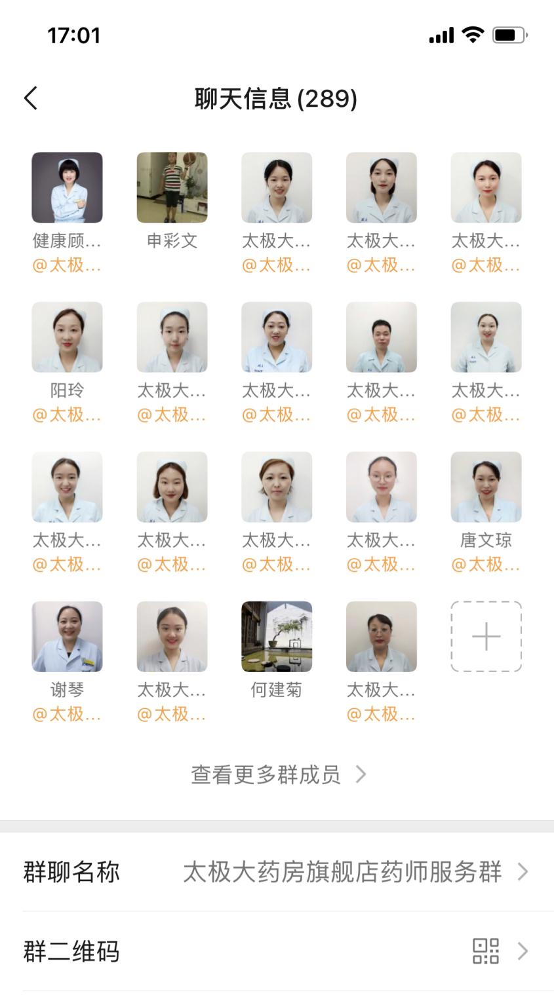 17:01
聊天信息(289)
健康顾... 申彩文 太极大... 太极大... 太极大...
@太极... @太极... @太极... @太极...
阳玲 太极大... 太极大... 太极大... 太极大...
@太极... @太极... @太极... @太极... @太极...
太极大... 太极大... 太极大... 太极大... 唐文琼
@太极... @太极... @太极... @太极... @太极...
谢琴 太极大... 何建菊 太极大...
@太极... @太极... @太极...
查看更多群成员
群聊名称 太极大药房旗舰店药师服务群
群二维码